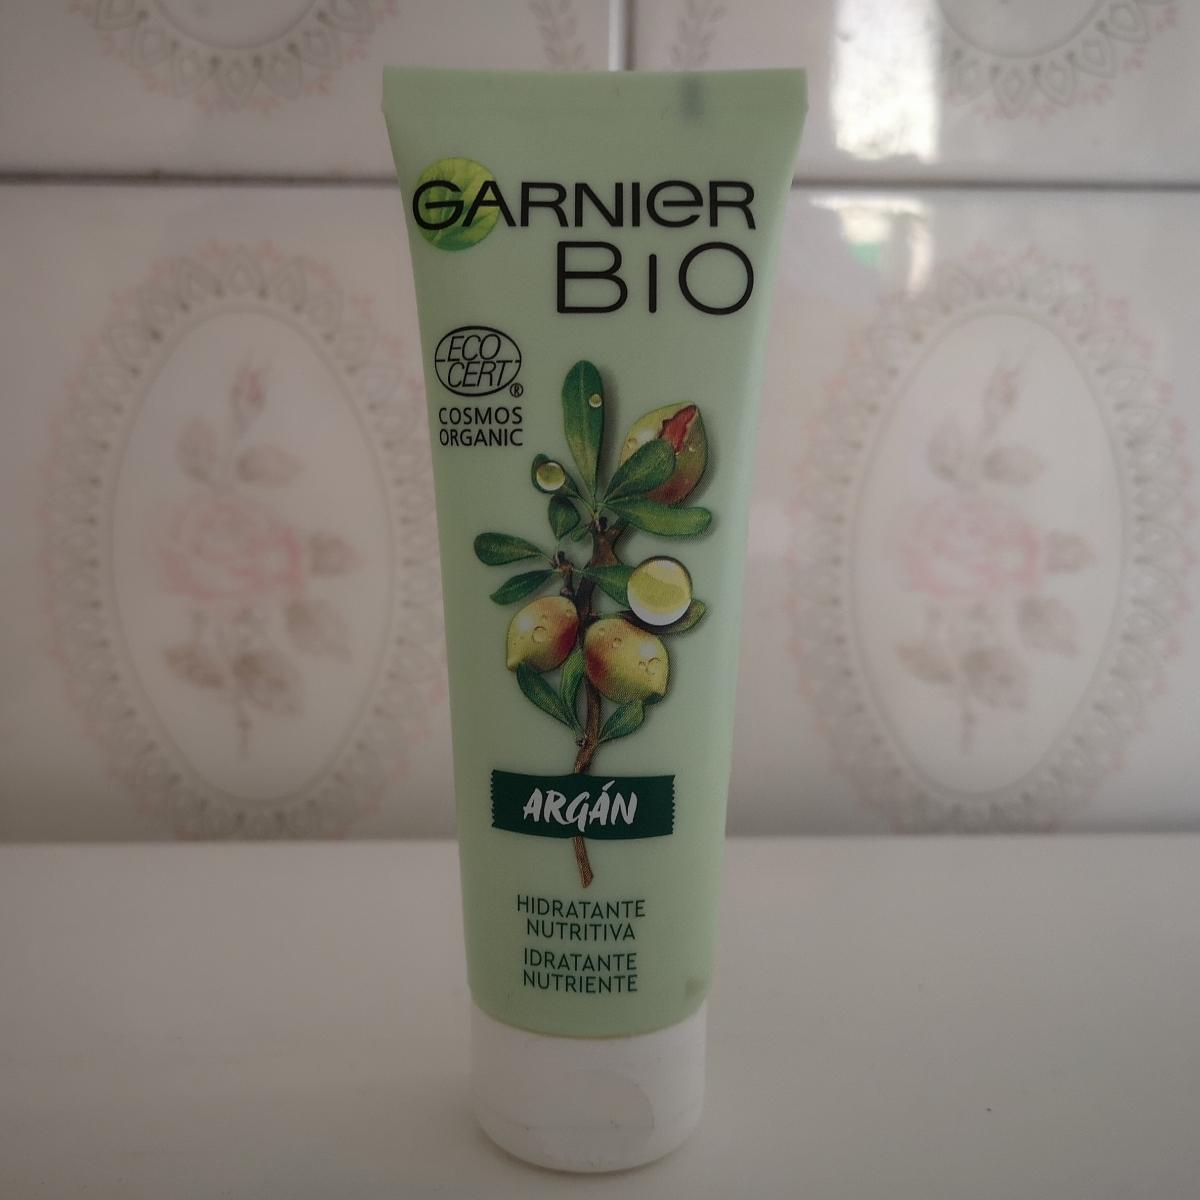 GARNIER
BIO
ECO
CERT®
COSMOS
ORGANIC
ARGÁN
HIDRATANTE
NUTRITIVA
IDRATANTE
NUTRIENTE